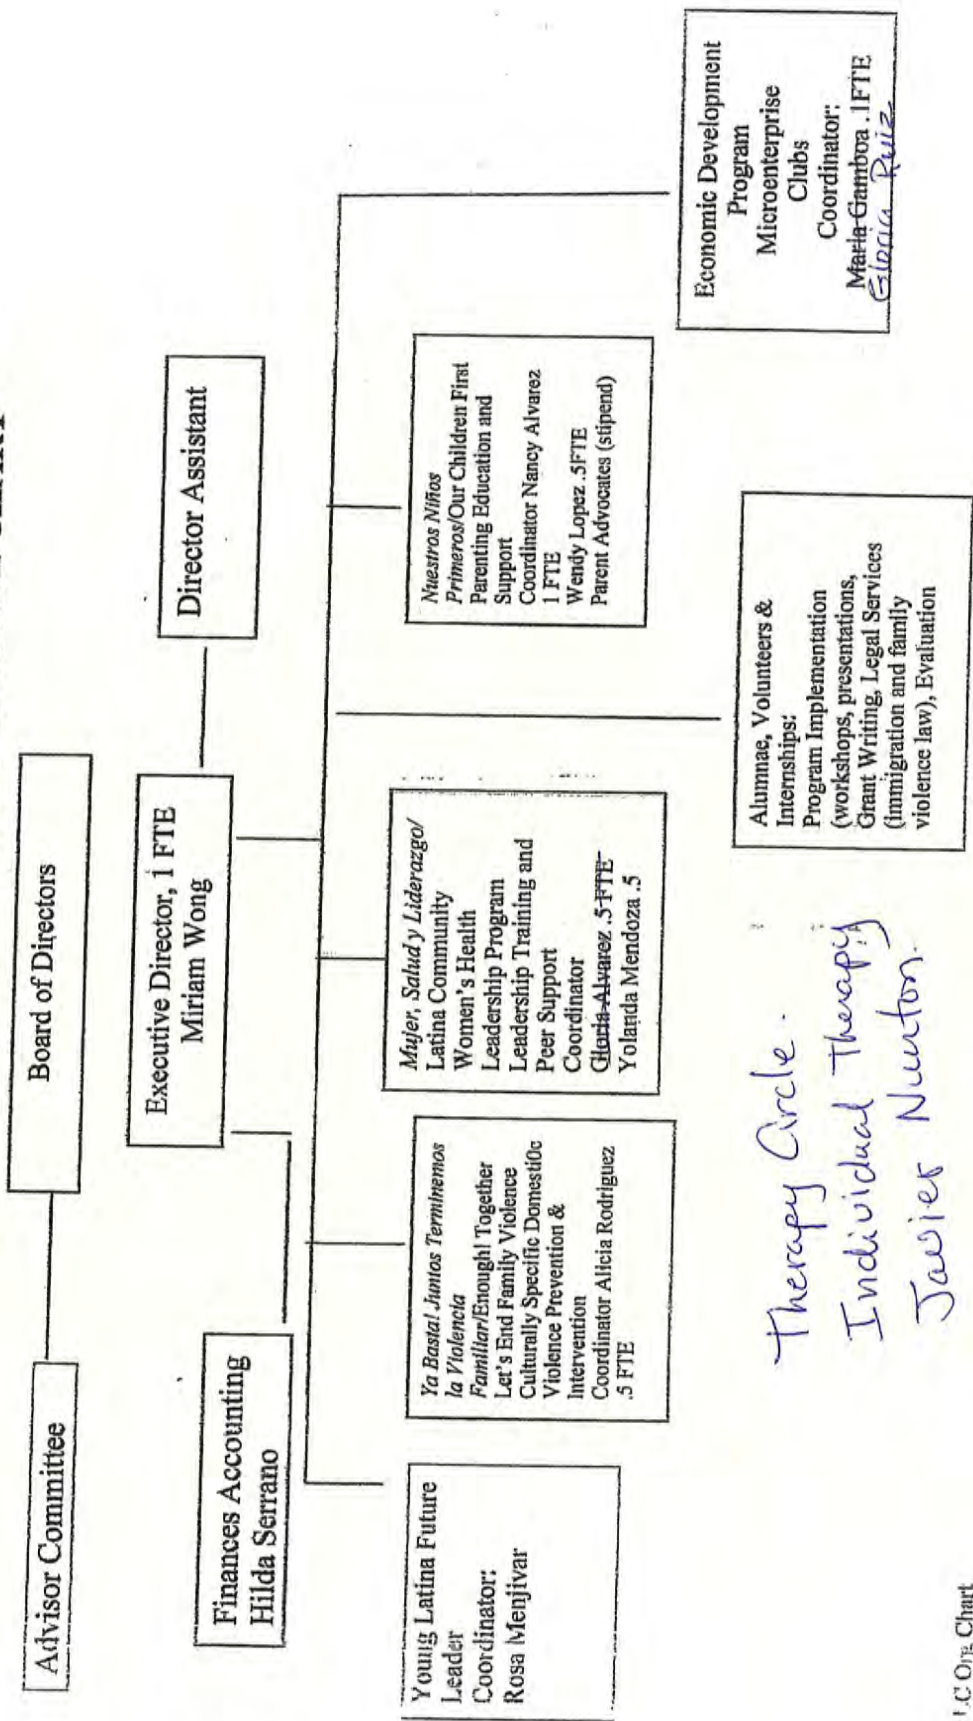 Advisor Committee
Board of Directors
Finances Accounting
Hilda Serrano
Executive Director, 1 FTE
Miriam Wong
Director Assistant
Young Latina Future
Leader
Coordinator:
Rosa Menjivar
Ya Basta! Juntos Terminemos
la Violencia
Familiar/Enough! Together
Let's End Family Violence
Culturally Specific Domesti0c
Violence Prevention &
Intervention
Coordinator Alicia Rodriguez
.5 FTE
Mujer, Salud y Liderazgo/
Latina Community
Women's Health
Leadership Program
Leadership Training and
Peer Support
Coordinator
Gloria Alvarez .5 FTE
Yolanda Mendoza .5
Nuestros Niños
Primeros/Our Children First
Parenting Education and
Support
Coordinator Nancy Alvarez
1 FTE
Wendy Lopez .5FTE
Parent Advocates (stipend)
Economic Development
Program
Microenterprise
Clubs
Coordinator:
Maria Gamboa .1FTE
Gloria Ruiz
Alumnae, Volunteers &
Internships:
Program Implementation
(workshops, presentations,
Grant Writing, Legal Services
(immigration and family
violence law), Evaluation
Therapy Circle.
Individual Therapy
Javier
Org Chart